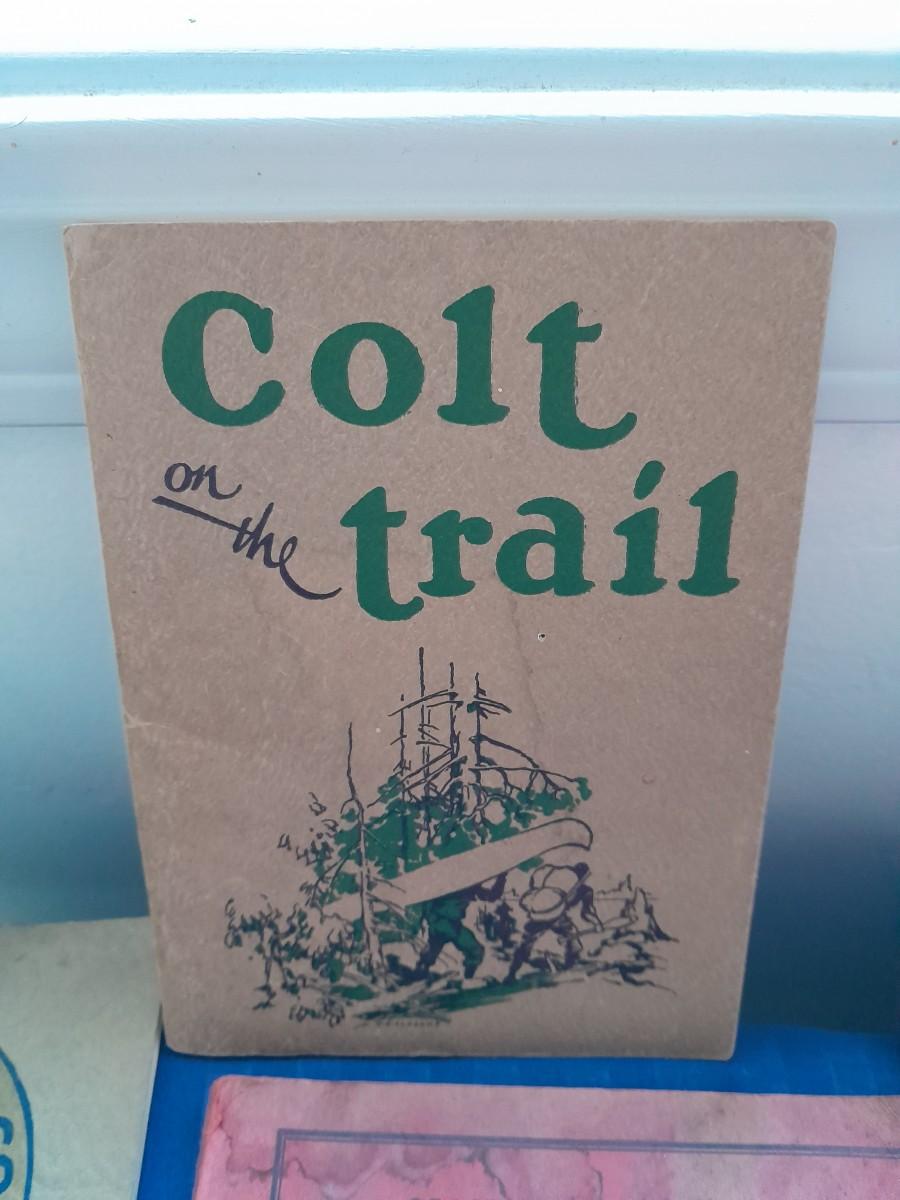 Colt
on
the
trail